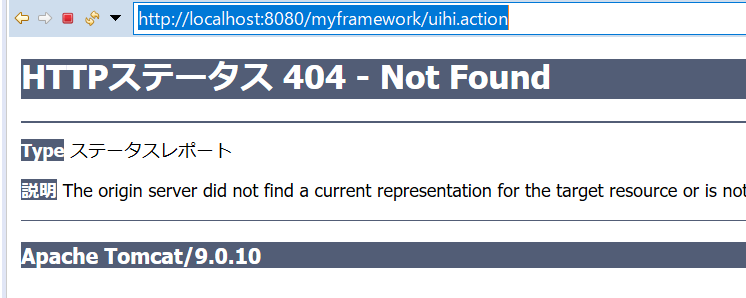 http://localhost:8080/myframework/uihi.action
HTTPステータス 404 - Not Found
Type ステータスレポート
説明 The origin server did not find a current representation for the target resource or is not
Apache Tomcat/9.0.10